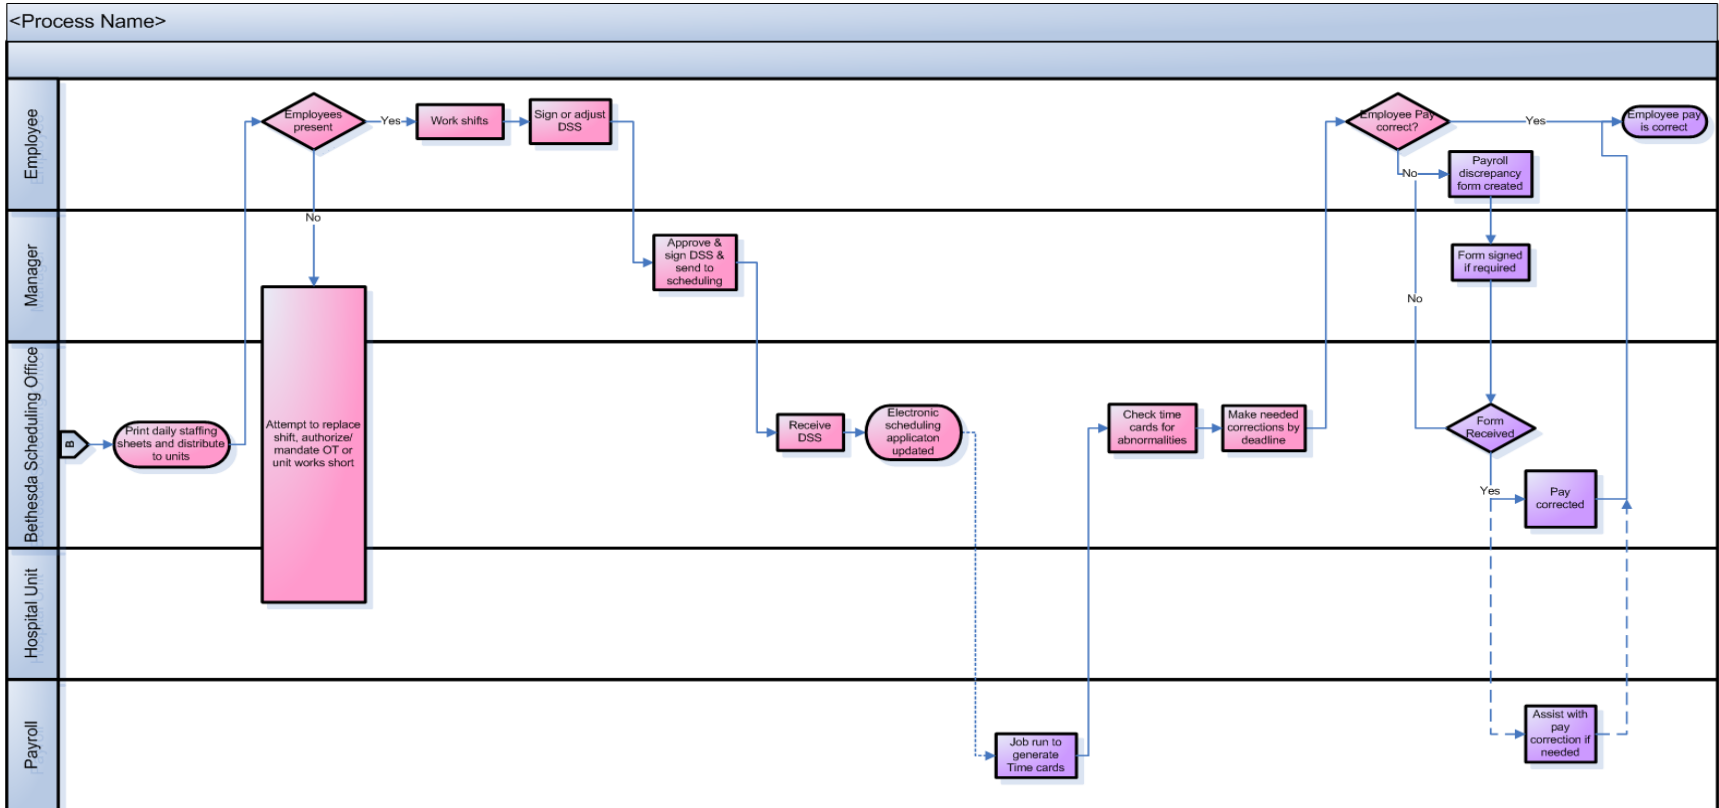 <Process Name>
Employee
Employees
present
Yes
Work shifts
Sign or adjust
DSS
No
Employee Pay
correct?
Yes
Employee pay
is correct
No
Payroll
discrepancy
form created
Manager
Approve &
sign DSS &
send to
scheduling
Form signed
if required
No
Bethesda Scheduling Office
B
Print daily staffing
sheets and distribute
to units
Attempt to replace
shift, authorize/
mandate OT or
unit works short
Receive
DSS
Electronic
scheduling
applicaton
updated
Check time
cards for
abnormalities
Make needed
corrections by
deadline
Form
Received
Yes
Pay
corrected
Hospital Unit
Payroll
Job run to
generate
Time cards
Assist with
pay
correction if
needed